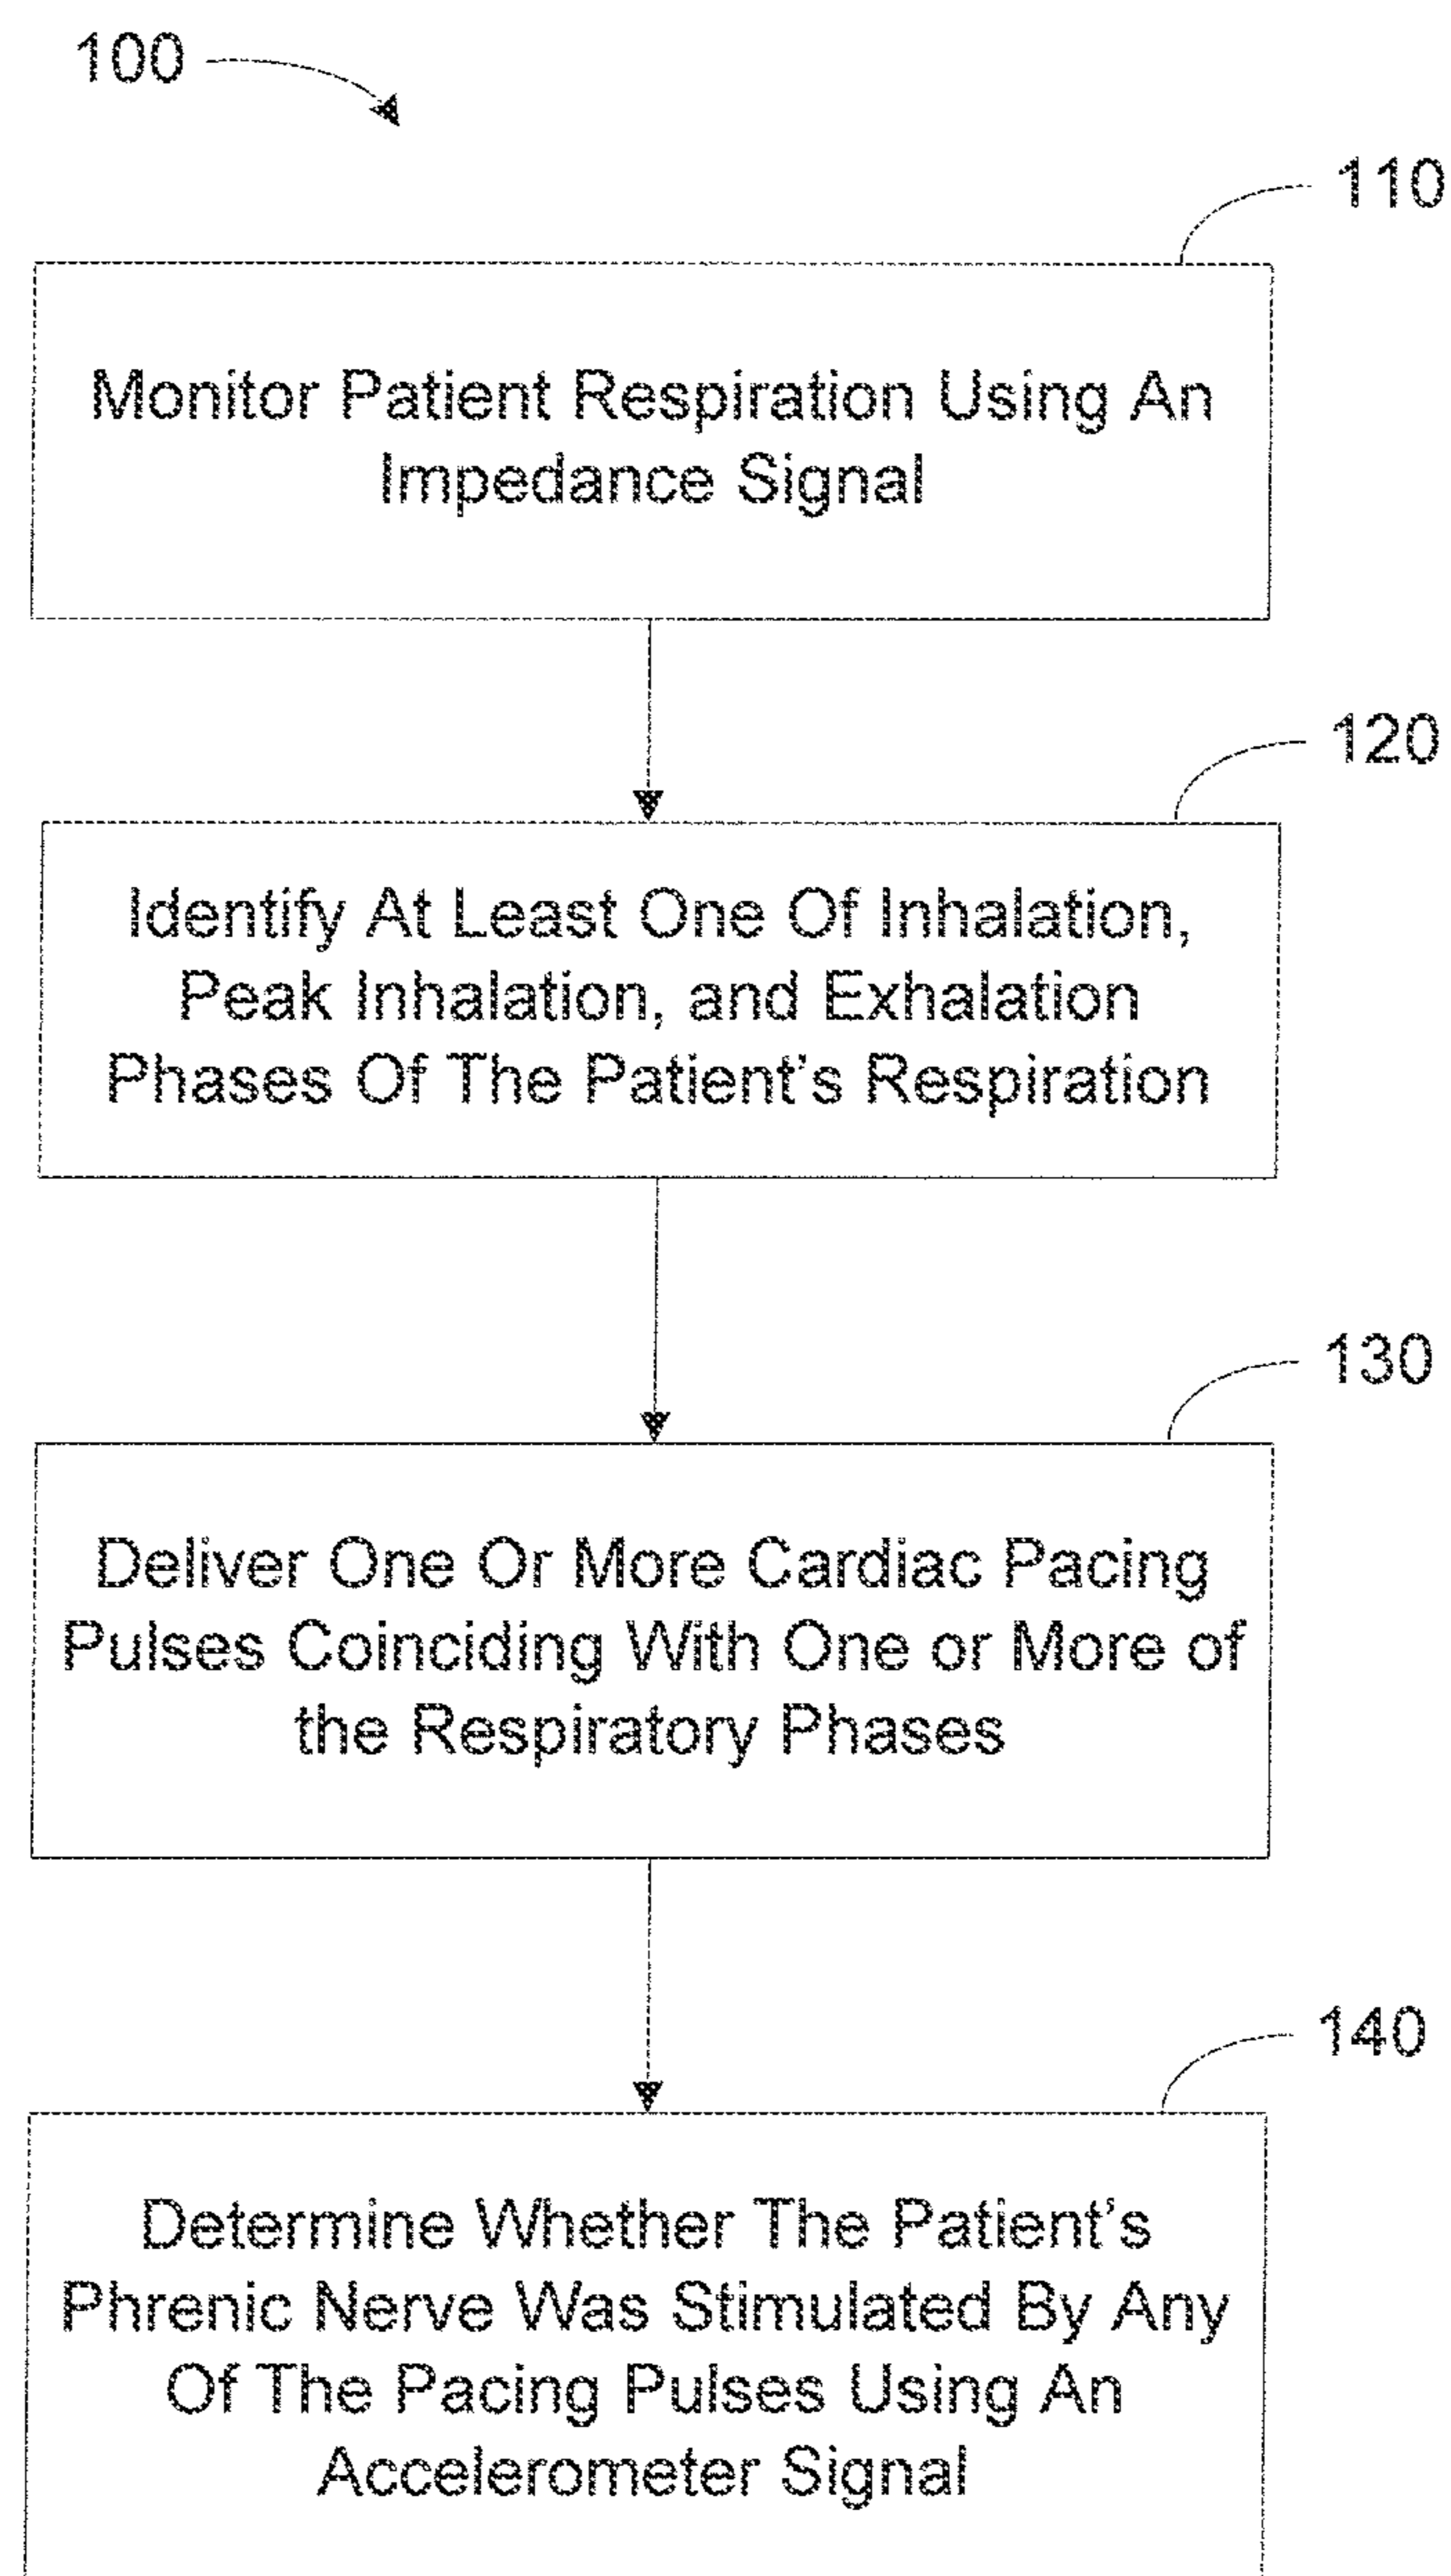 100
110
Monitor Patient Respiration Using An
Impedance Signal
120
Identify At Least One Of Inhalation,
Peak Inhalation, and Exhalation
Phases Of The Patient's Respiration
130
Deliver One Or More Cardiac Pacing
Pulses Coinciding With One or More of
the Respiratory Phases
140
Determine Whether The Patient's
Phrenic Nerve Was Stimulated By Any
Of The Pacing Pulses Using An
Accelerometer Signal